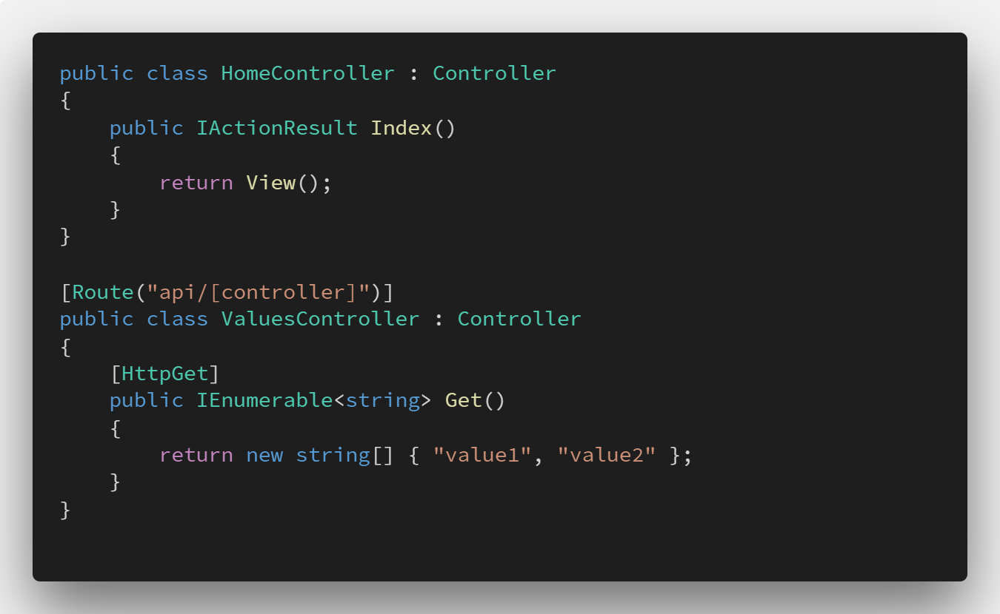 public class HomeController : Controller
{
    public IActionResult Index()
    {
        return View();
    }
}

[Route("api/[controller]")]
public class ValuesController : Controller
{
    [HttpGet]
    public IEnumerable<string> Get()
    {
        return new string[] { "value1", "value2" };
    }
}